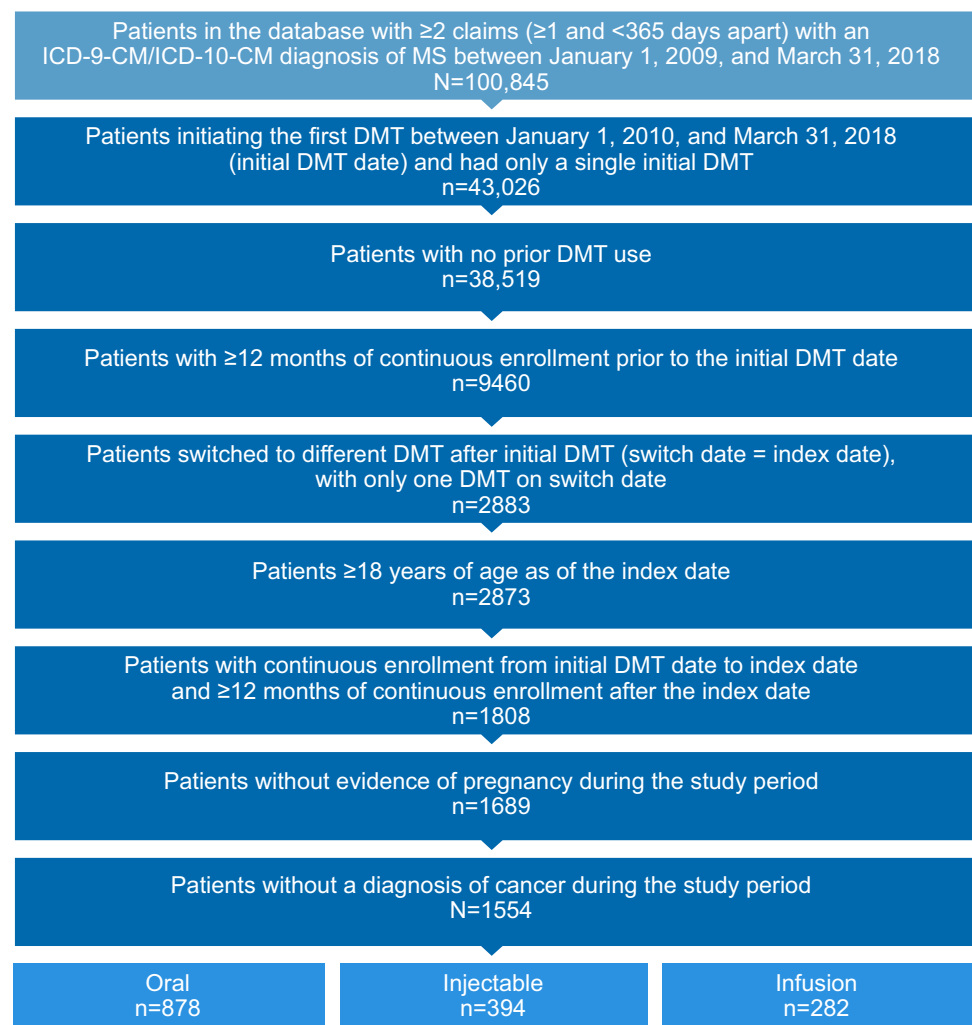 Patients in the database with ≥2 claims (≥1 and <365 days apart) with an
ICD-9-CM/ICD-10-CM diagnosis of MS between January 1, 2009, and March 31, 2018
N=100,845
Patients initiating the first DMT between January 1, 2010, and March 31, 2018
(initial DMT date) and had only a single initial DMT
n=43,026
Patients with no prior DMT use
n=38,519
Patients with ≥12 months of continuous enrollment prior to the initial DMT date
n=9460
Patients switched to different DMT after initial DMT (switch date = index date),
with only one DMT on switch date
n=2883
Patients ≥18 years of age as of the index date
n=2873
Patients with continuous enrollment from initial DMT date to index date
and ≥12 months of continuous enrollment after the index date
n=1808
Patients without evidence of pregnancy during the study period
n=1689
Patients without a diagnosis of cancer during the study period
N=1554
Oral
n=878
Injectable
n=394
Infusion
n=282